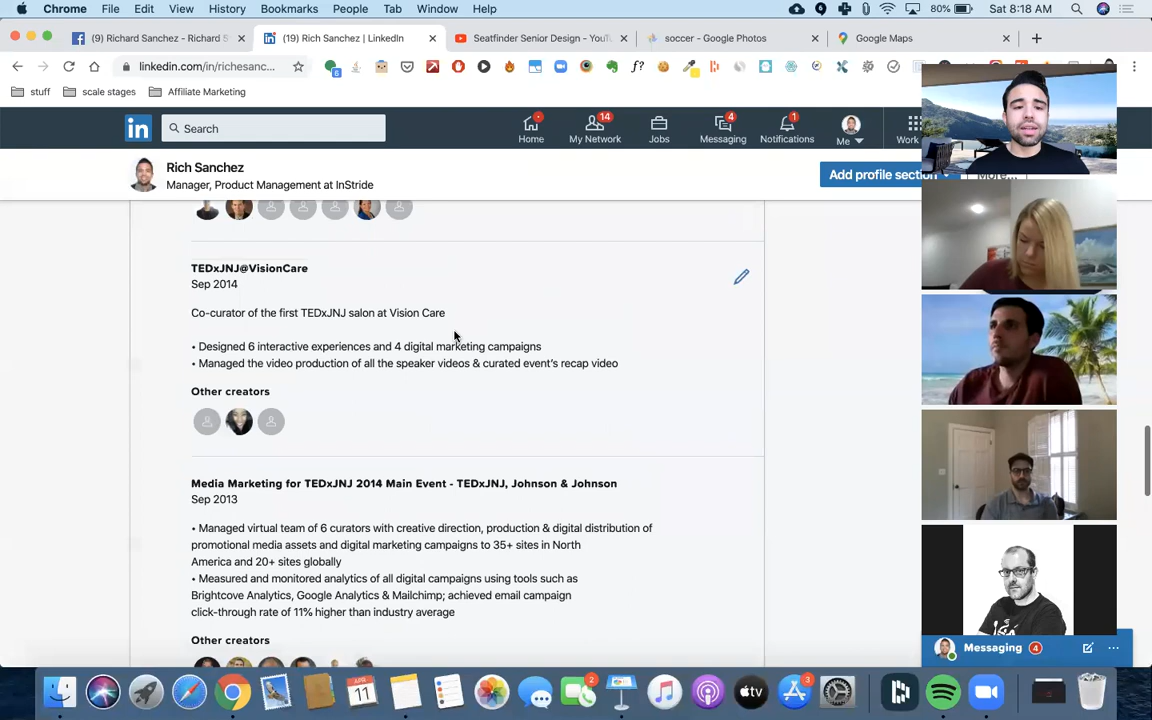 Chrome File Edit View History Bookmarks People Tab Window Help 80% Sat 8:18 AM
(9) Richard Sanchez - Richard S
(19) Rich Sanchez | LinkedIn
Seatfinder Senior Design - YouTu
soccer - Google Photos
Google Maps
linkedin.com/in/richesanc...
f?
stuff scale stages Affiliate Marketing
in Search
Home
14
My Network
Jobs
4
Messaging
1
Notifications
Me
Work
Rich Sanchez
Manager, Product Management at InStride
Add profile section
More...
TEDxJNJ@VisionCare
Sep 2014
Co-curator of the first TEDxJNJ salon at Vision Care
• Designed 6 interactive experiences and 4 digital marketing campaigns
• Managed the video production of all the speaker videos & curated event's recap video
Other creators
Media Marketing for TEDxJNJ 2014 Main Event - TEDxJNJ, Johnson & Johnson
Sep 2013
• Managed virtual team of 6 curators with creative direction, production & digital distribution of
promotional media assets and digital marketing campaigns to 35+ sites in North
America and 20+ sites globally
• Measured and monitored analytics of all digital campaigns using tools such as
Brightcove Analytics, Google Analytics & Mailchimp; achieved email campaign
click-through rate of 11% higher than industry average
Other creators
Messaging 4
APR
11
2
tv
3